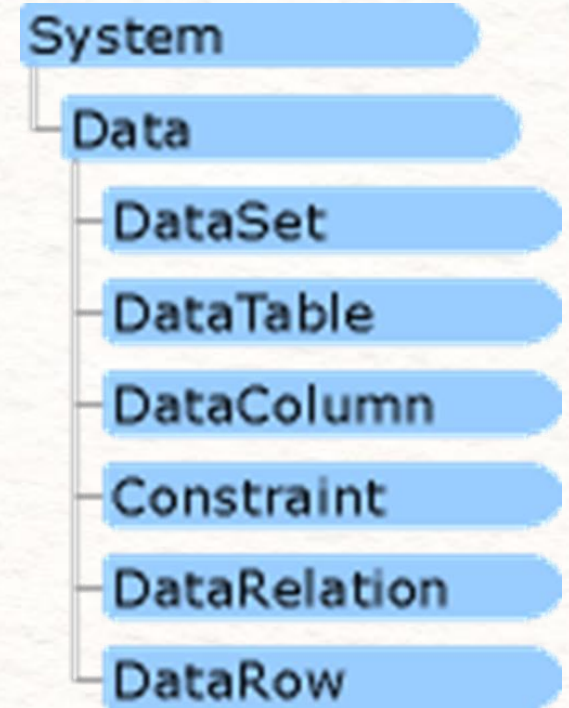 System
Data
DataSet
DataTable
DataColumn
Constraint
DataRelation
DataRow